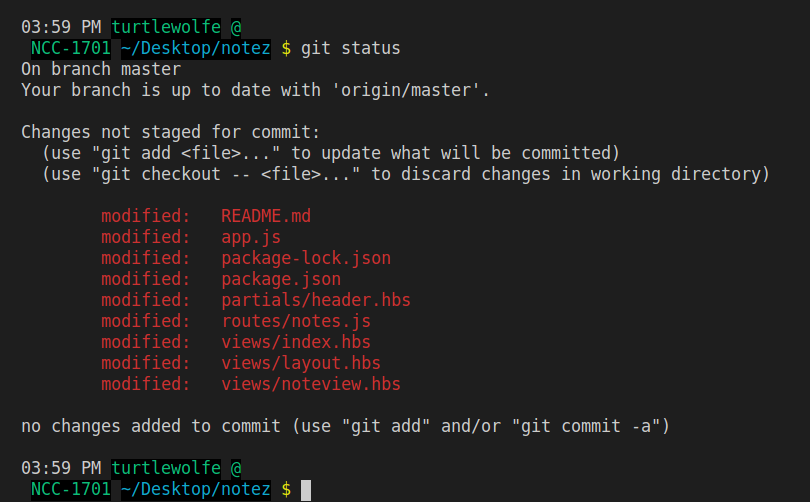 03:59 PM turtlewolfe @
NCC-1701 ~/Desktop/notez $ git status
On branch master
Your branch is up to date with 'origin/master'.
Changes not staged for commit:
(use "git add <file>..." to update what will be committed)
(use "git checkout -- <file>..." to discard changes in working directory)
modified: README.md
modified: app.js
modified: package-lock.json
modified: package.json
modified: partials/header.hbs
modified: routes/notes.js
modified: views/index.hbs
modified: views/layout.hbs
modified: views/noteview.hbs
no changes added to commit (use "git add" and/or "git commit -a")
03:59 PM turtlewolfe @
NCC-1701 ~/Desktop/notez $